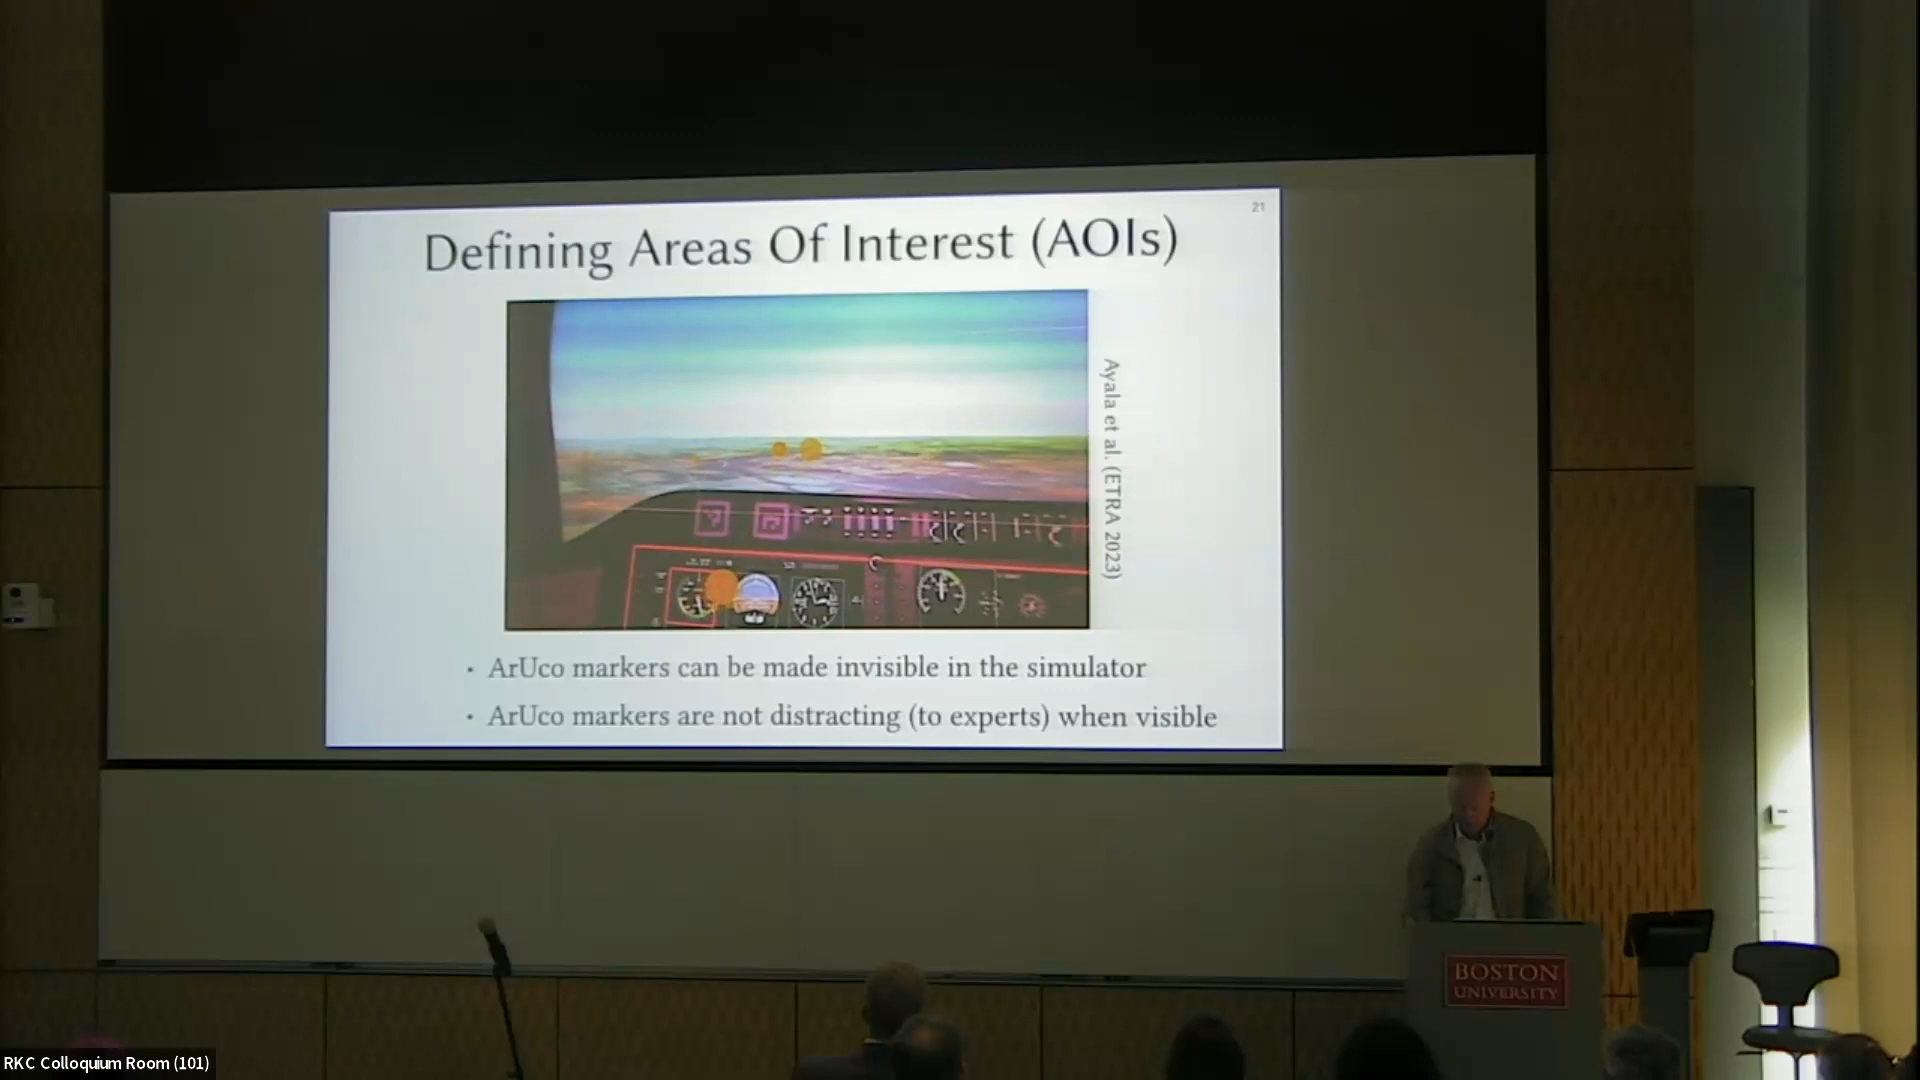 21
Defining Areas Of Interest (AOIs)
Ayala et al. (ETRA 2023)
· ArUco markers can be made invisible in the simulator
· ArUco markers are not distracting (to experts) when visible
BOSTON
UNIVERSITY
RKC Colloquium Room (101)